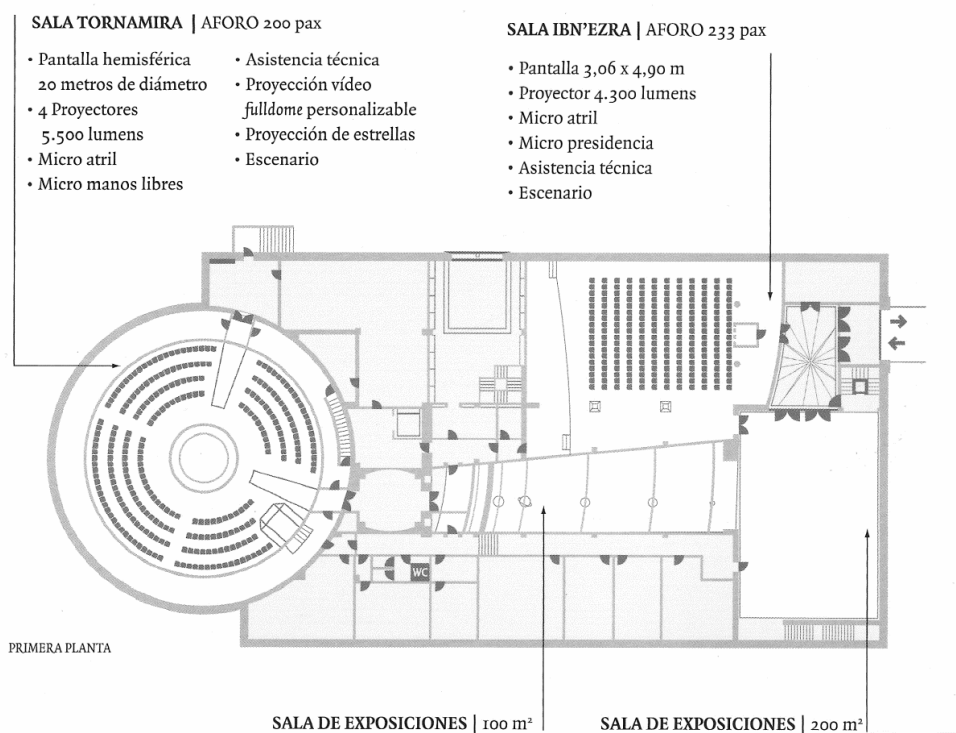 SALA TORNAMIRA | AFORO 200 pax
• Pantalla hemisférica
20 metros de diámetro
• 4 Proyectores
5.500 lumens
• Micro atril
• Micro manos libres
• Asistencia técnica
• Proyección vídeo
fulldome personalizable
• Proyección de estrellas
• Escenario
SALA IBN'EZRA | AFORO 233 pax
• Pantalla 3,06 x 4,90 m
• Proyector 4.300 lumens
• Micro atril
• Micro presidencia
• Asistencia técnica
• Escenario
WC
PRIMERA PLANTA
SALA DE EXPOSICIONES | 100 m²
SALA DE EXPOSICIONES | 200 m²